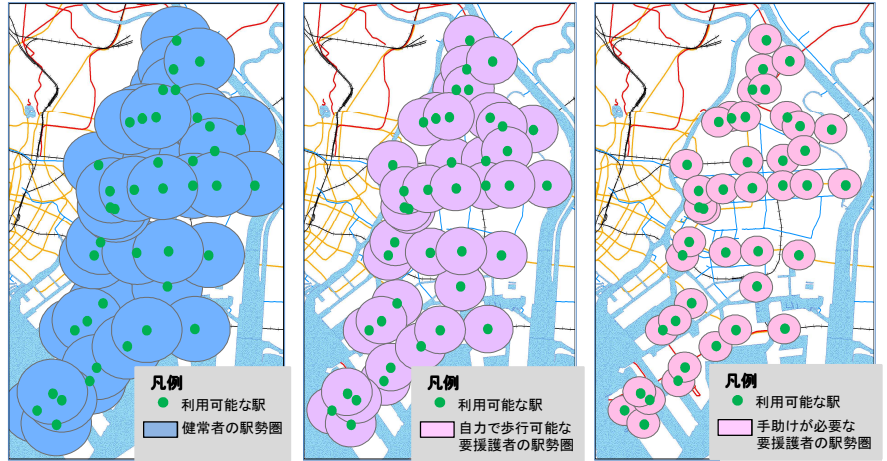 凡例
利用可能な駅
健常者の駅勢圏
凡例
利用可能な駅
自力で歩行可能な
要援護者の駅勢圏
凡例
利用可能な駅
手助けが必要な
要援護者の駅勢圏